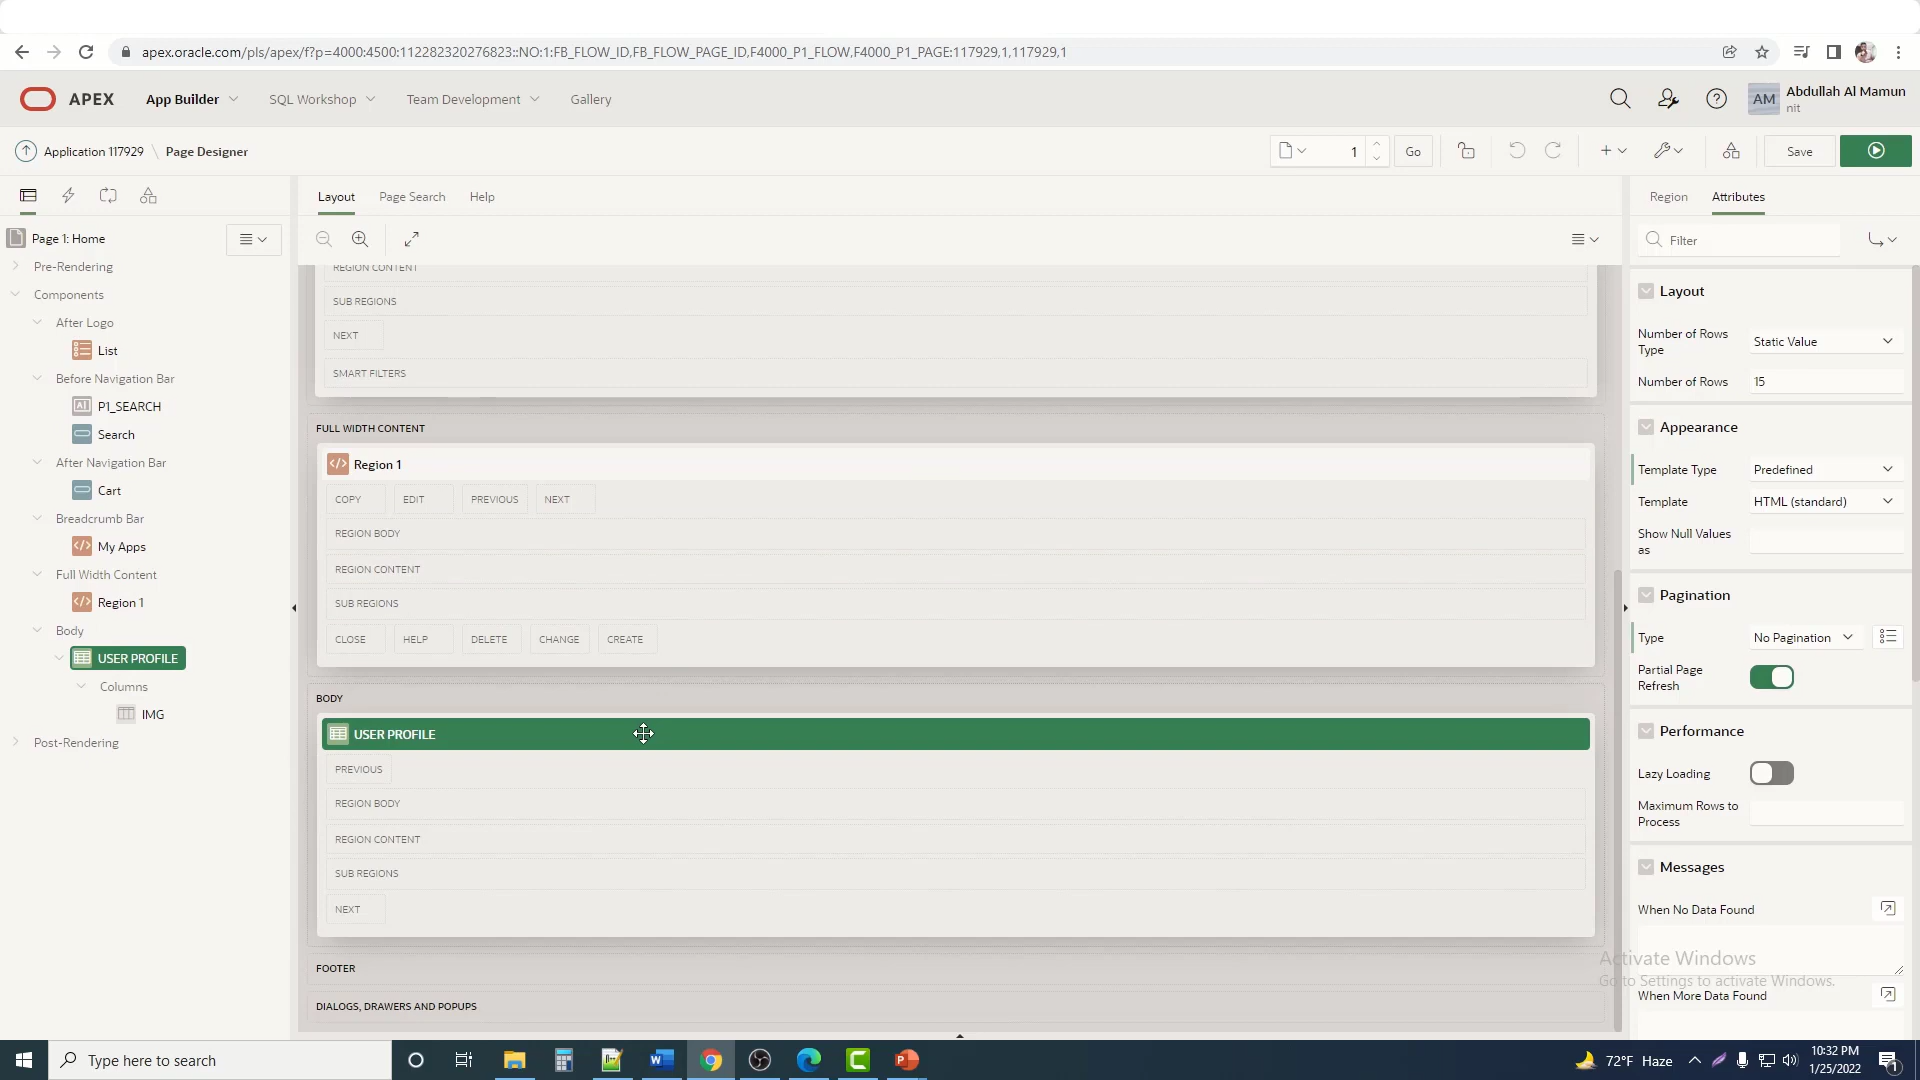 apex.oracle.com/pls/apex/f?p=4000:4500:112282320276823::NO:1:FB_FLOW_ID,FB_FLOW_PAGE_ID,F4000_P1_FLOW,F4000_P1_PAGE:117929,1,117929,1
APEX App Builder SQL Workshop Team Development Gallery
AM Abdullah Al Mamun
nit
Application 117929 \ Page Designer
1 Go Save
Layout Page Search Help
Region Attributes
Page 1: Home
Filter
Pre-Rendering
Components
After Logo
List
Before Navigation Bar
P1_SEARCH
Search
After Navigation Bar
Cart
Breadcrumb Bar
My Apps
Full Width Content
Region 1
Body
USER PROFILE
Columns
IMG
Post-Rendering
REGION CONTENT
SUB REGIONS
NEXT
SMART FILTERS
FULL WIDTH CONTENT
Region 1
COPY EDIT PREVIOUS NEXT
REGION BODY
REGION CONTENT
SUB REGIONS
CLOSE HELP DELETE CHANGE CREATE
BODY
USER PROFILE
PREVIOUS
REGION BODY
REGION CONTENT
SUB REGIONS
NEXT
FOOTER
DIALOGS, DRAWERS AND POPUPS
Layout
Number of Rows Type Static Value
Number of Rows 15
Appearance
Template Type Predefined
Template HTML (standard)
Show Null Values as
Pagination
Type No Pagination
Partial Page Refresh
Performance
Lazy Loading
Maximum Rows to Process
Messages
When No Data Found
Activate Windows
Go to Settings to activate Windows.
When More Data Found
Type here to search
72°F Haze
10:32 PM
1/25/2022
1